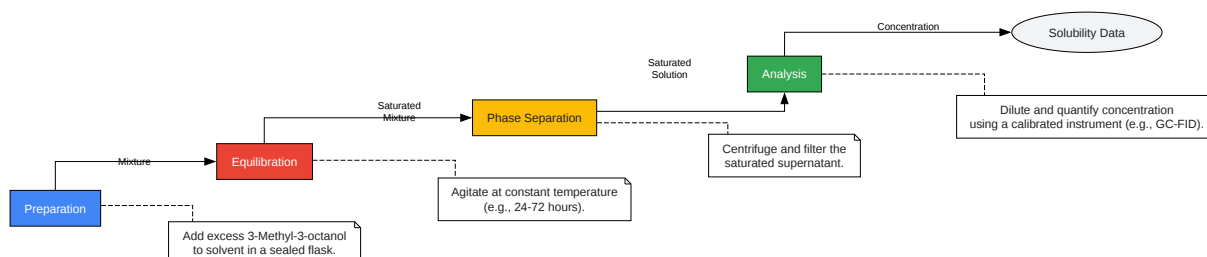 Preparation
Add excess 3-Methyl-3-octanol
to solvent in a sealed flask.
Mixture
Equilibration
Agitate at constant temperature
(e.g., 24-72 hours).
Saturated
Mixture
Phase Separation
Centrifuge and filter the
saturated supernatant.
Saturated
Solution
Analysis
Dilute and quantify concentration
using a calibrated instrument (e.g., GC-FID).
Concentration
Solubility Data